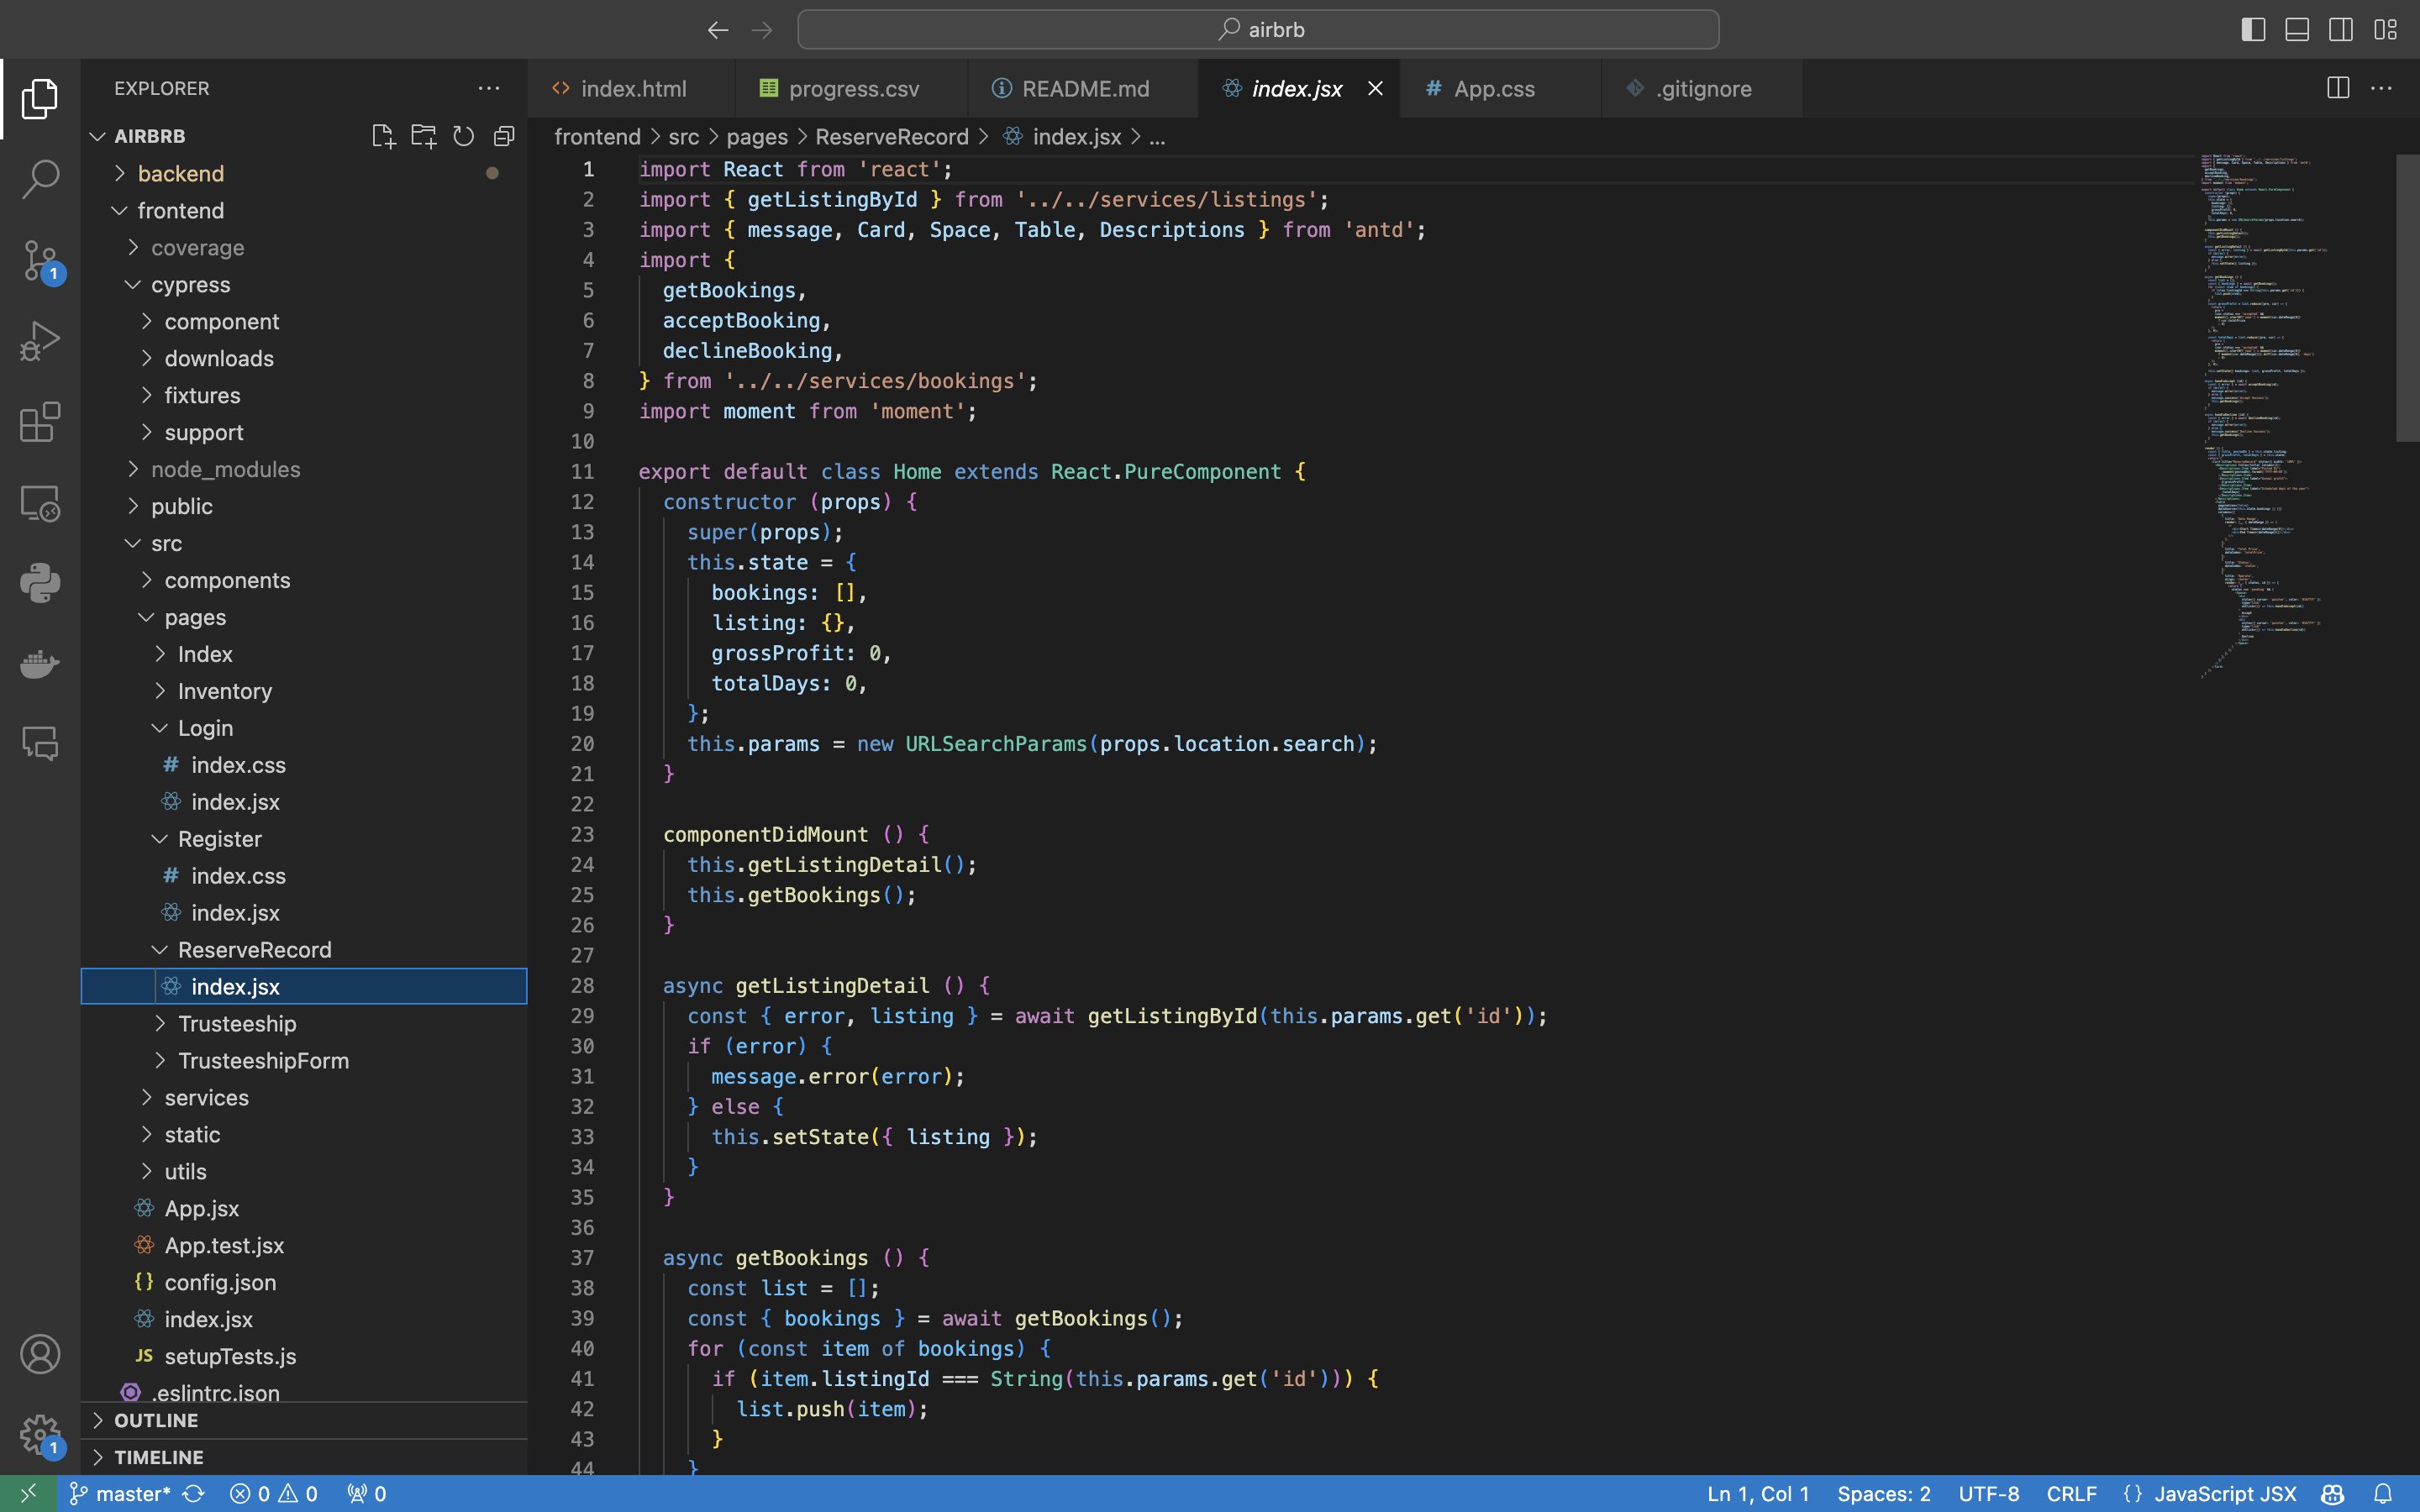 airbrb
EXPLORER
AIRBRB
backend
frontend
coverage
cypress
component
downloads
fixtures
support
node_modules
public
src
components
pages
Index
Inventory
Login
# index.css
index.jsx
Register
# index.css
index.jsx
ReserveRecord
index.jsx
Trusteeship
TrusteeshipForm
services
static
utils
App.jsx
App.test.jsx
{} config.json
index.jsx
JS setupTests.js
.eslintrc.json
OUTLINE
TIMELINE
1
1
index.html
progress.csv
README.md
index.jsx
# App.css
.gitignore
frontend > src > pages > ReserveRecord > index.jsx > ...
1 import React from 'react';
2 import { getListingById } from '../../services/listings';
3 import { message, Card, Space, Table, Descriptions } from 'antd';
4 import {
5 getBookings,
6 acceptBooking,
7 declineBooking,
8 } from '../../services/bookings';
9 import moment from 'moment';
10
11 export default class Home extends React.PureComponent {
12 constructor (props) {
13 super(props);
14 this.state = {
15 bookings: [],
16 listing: {},
17 grossProfit: 0,
18 totalDays: 0,
19 };
20 this.params = new URLSearchParams(props.location.search);
21 }
22
23 componentDidMount () {
24 this.getListingDetail();
25 this.getBookings();
26 }
27
28 async getListingDetail () {
29 const { error, listing } = await getListingById(this.params.get('id'));
30 if (error) {
31 message.error(error);
32 } else {
33 this.setState({ listing });
34 }
35 }
36
37 async getBookings () {
38 const list = [];
39 const { bookings } = await getBookings();
40 for (const item of bookings) {
41 if (item.listingId === String(this.params.get('id'))) {
42 list.push(item);
43 }
44 }
master* 0 0 0
Ln 1, Col 1 Spaces: 2 UTF-8 CRLF {} JavaScript JSX